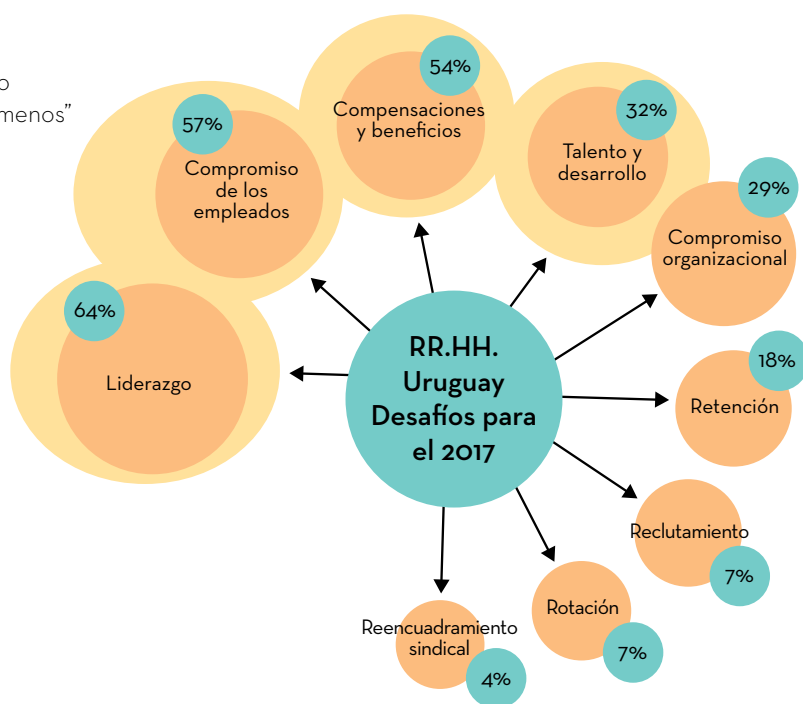 o
menos”
64%
Liderazgo
57%
Compromiso
de los
empleados
54%
Compensaciones
y beneficios
32%
Talento y
desarrollo
29%
Compromiso
organizacional
18%
Retención
Reclutamiento
7%
Rotación
7%
Reencuadramiento
sindical
4%
RR.HH.
Uruguay
Desafíos para
el 2017